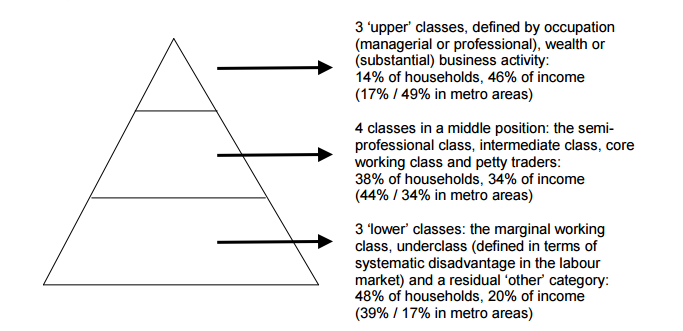 3 ‘upper’ classes, defined by occupation
(managerial or professional), wealth or
(substantial) business activity:
14% of households, 46% of income
(17% / 49% in metro areas)
4 classes in a middle position: the semi-
professional class, intermediate class, core
working class and petty traders:
38% of households, 34% of income
(44% / 34% in metro areas)
3 ‘lower’ classes: the marginal working
class, underclass (defined in terms of
systematic disadvantage in the labour
market) and a residual ‘other’ category:
48% of households, 20% of income
(39% / 17% in metro areas)